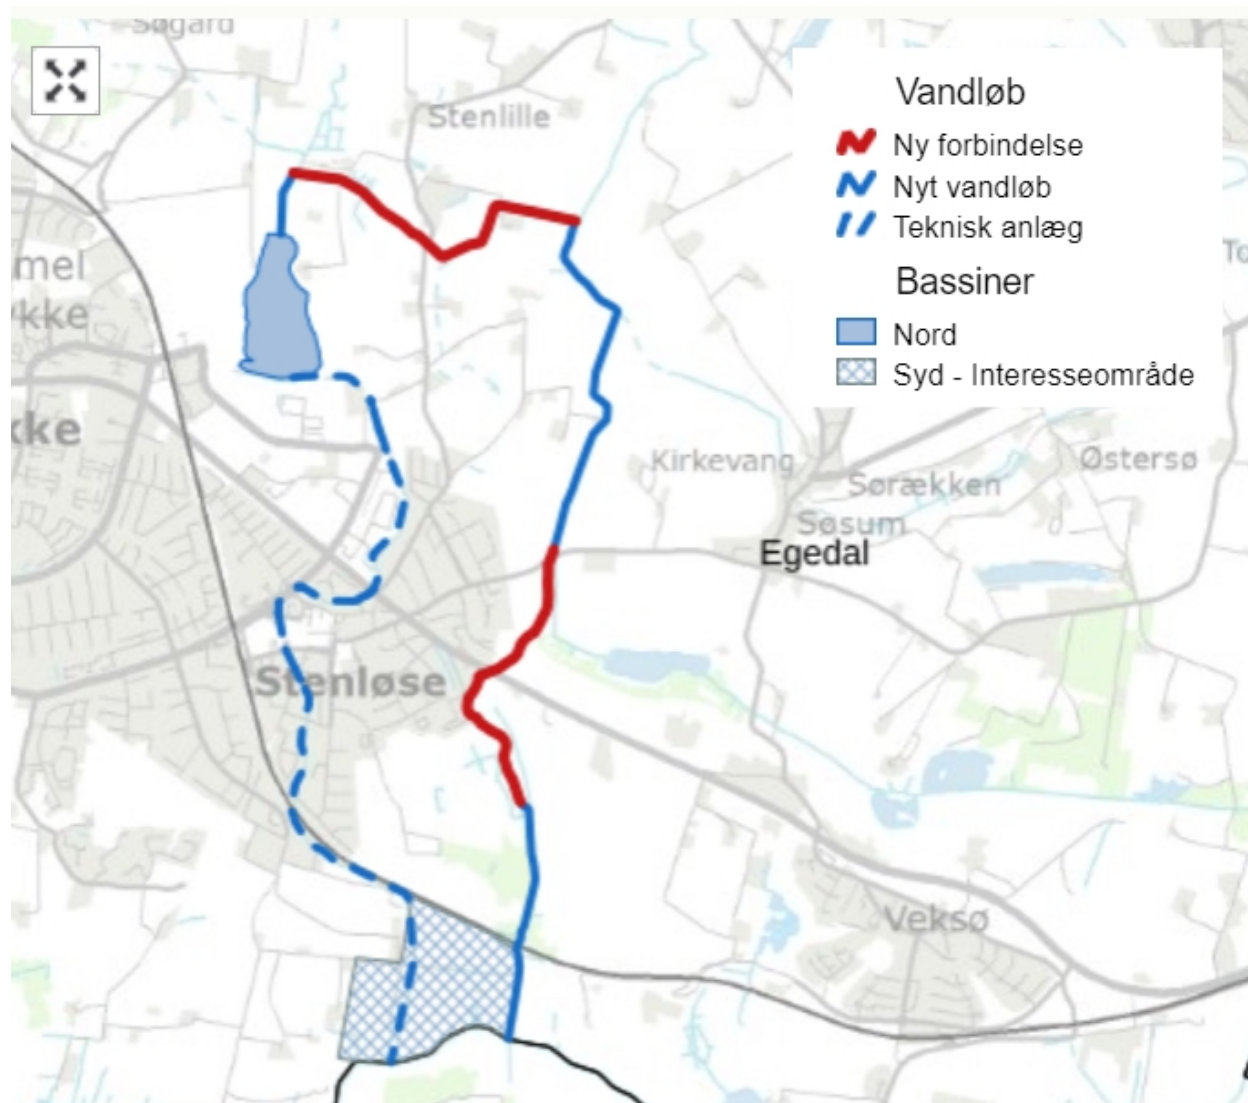 Søgård
Stenlille
Vandløb
Ny forbindelse
Nyt vandløb
Teknisk anlæg
Bassiner
Nord
Syd - Interesseområde
Kirkevang
Østersø
Sørækken
Søsum
Egedal
Stenløse
Veksø